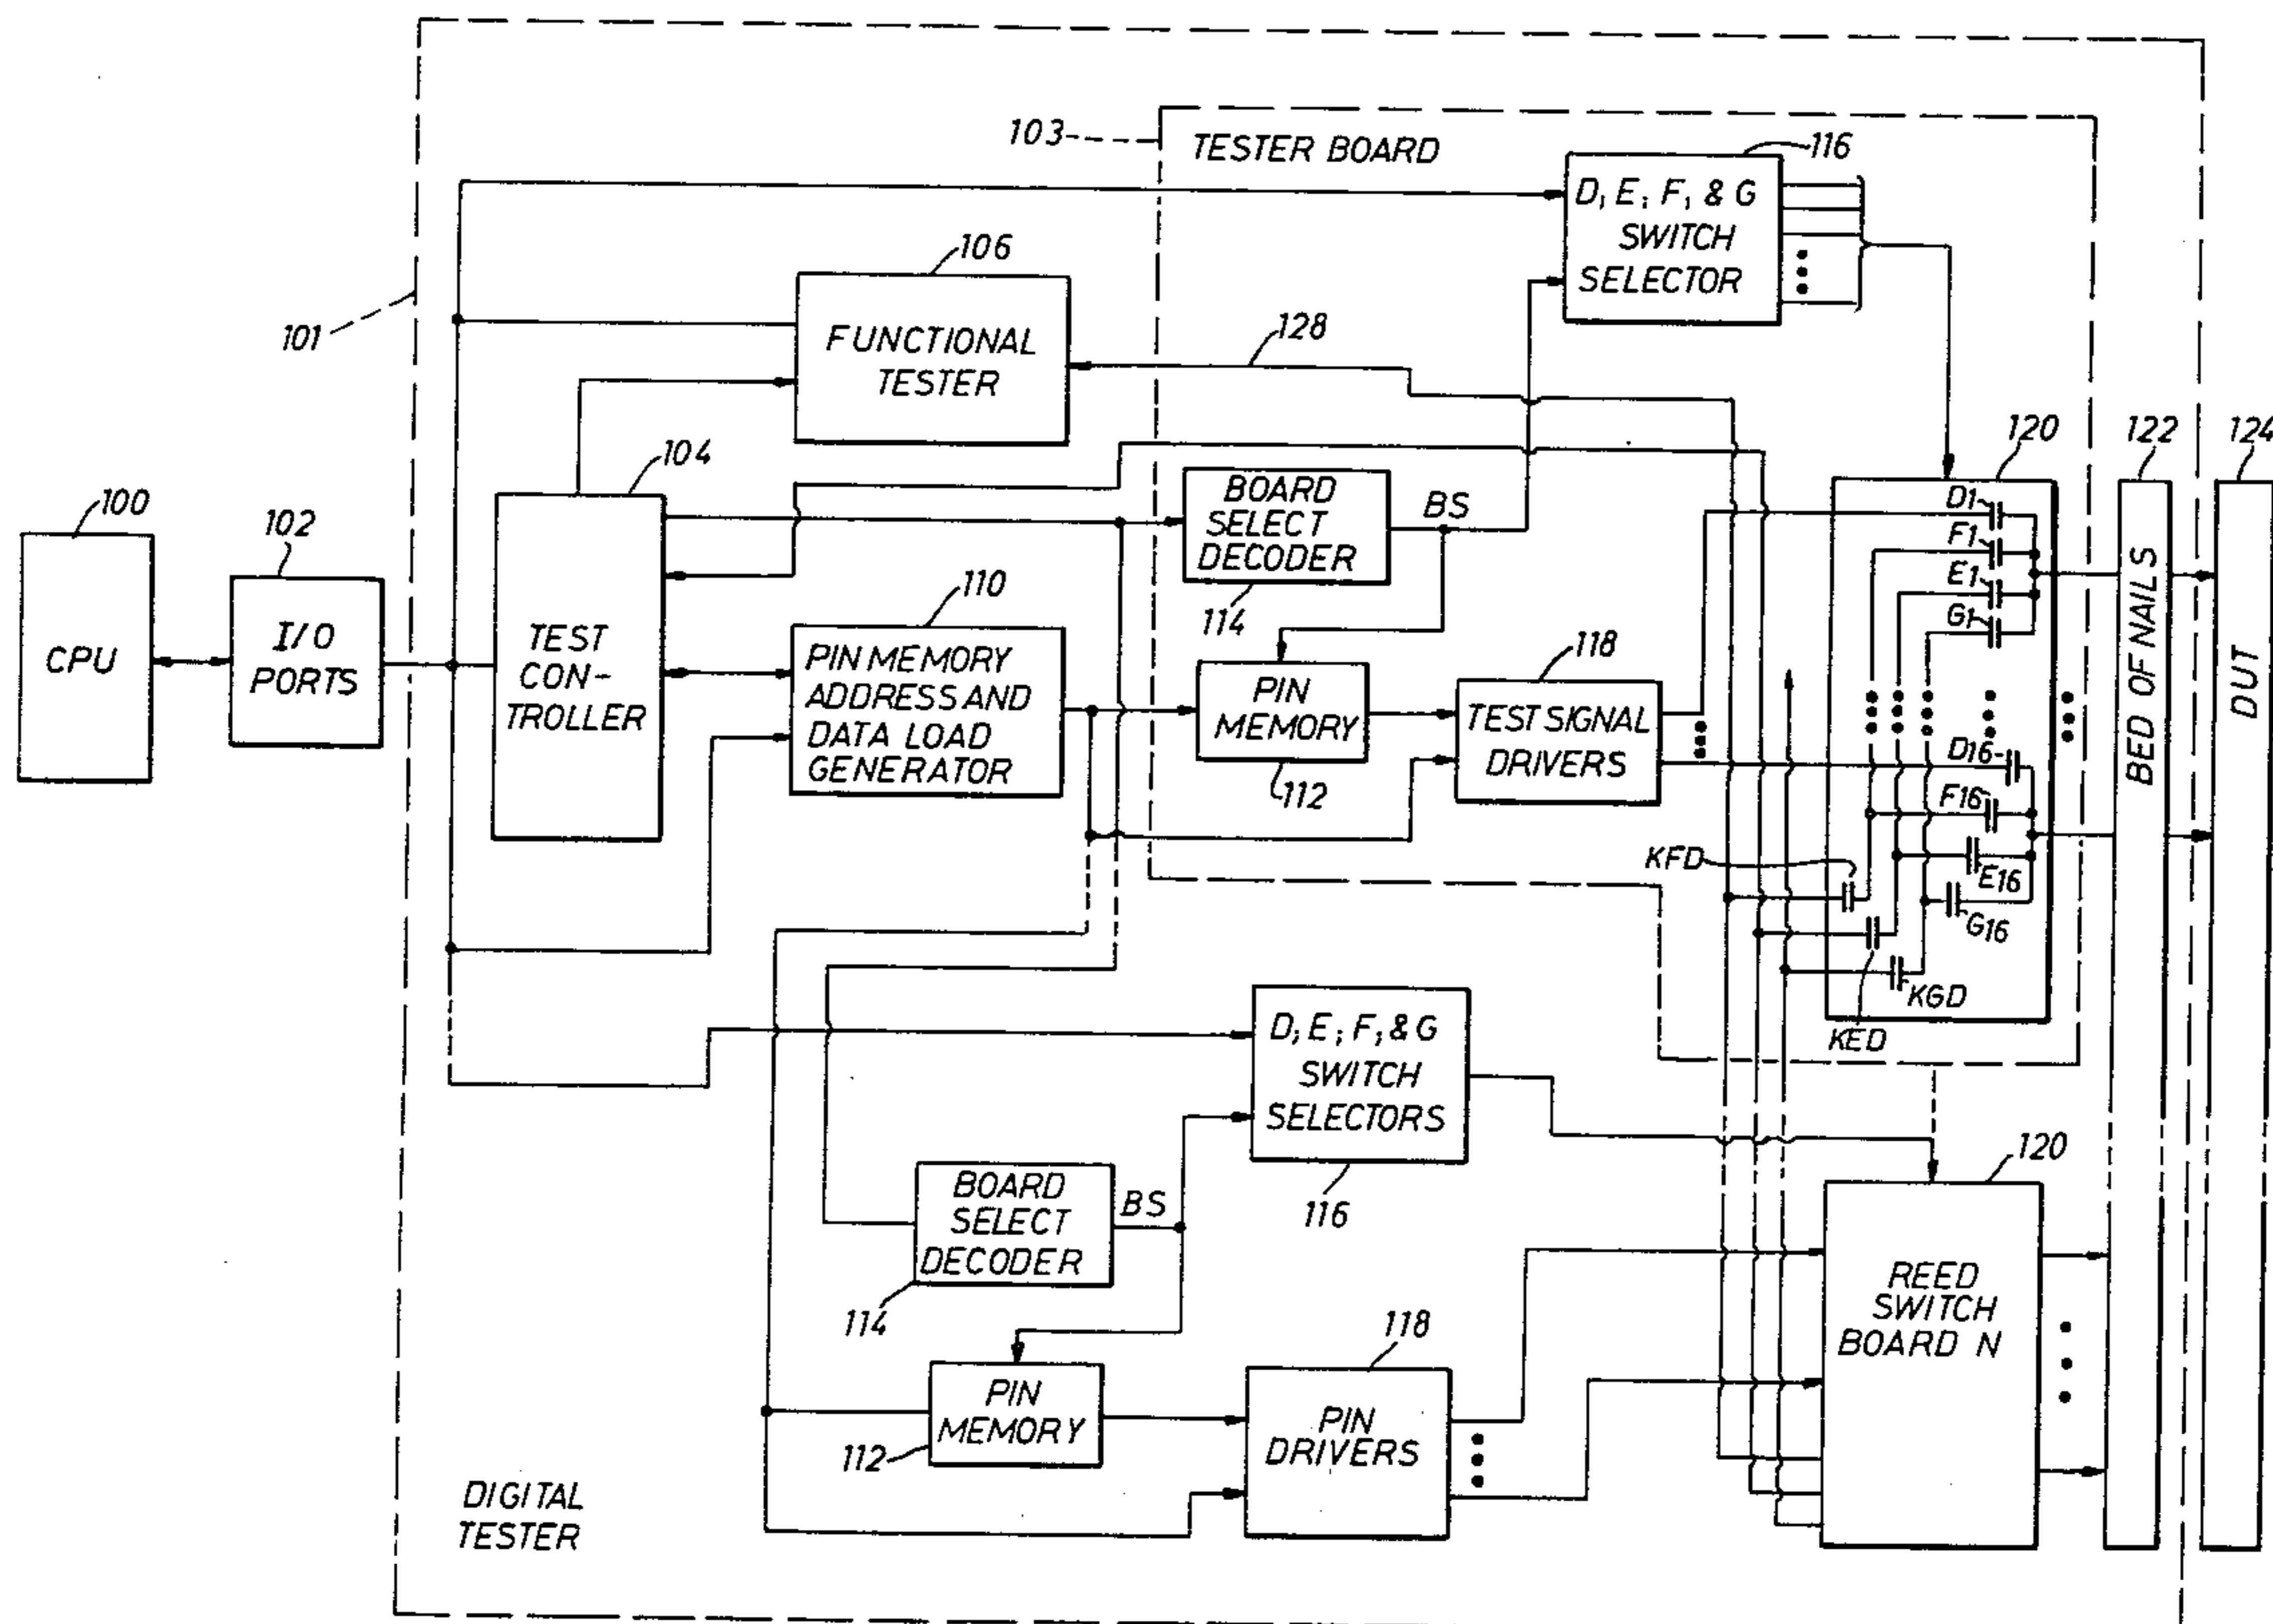 103
TESTER BOARD
116
D, E, F, & G
SWITCH
SELECTOR
101
106
FUNCTIONAL
TESTER
128
104
TEST
CON-
TROLLER
100
CPU
102
I/O
PORTS
BOARD
SELECT
DECODER
114
BS
110
PIN MEMORY
ADDRESS AND
DATA LOAD
GENERATOR
PIN
MEMORY
112
118
TEST SIGNAL
DRIVERS
120
D1
F1
E1
G1
D16
F16
E16
G16
KFD
KED
KGD
122
BED OF NAILS
124
DUT
D, E, F, & G
SWITCH
SELECTORS
116
BOARD
SELECT
DECODER
114
BS
PIN
MEMORY
112
118
PIN
DRIVERS
120
REED
SWITCH
BOARD N
DIGITAL
TESTER